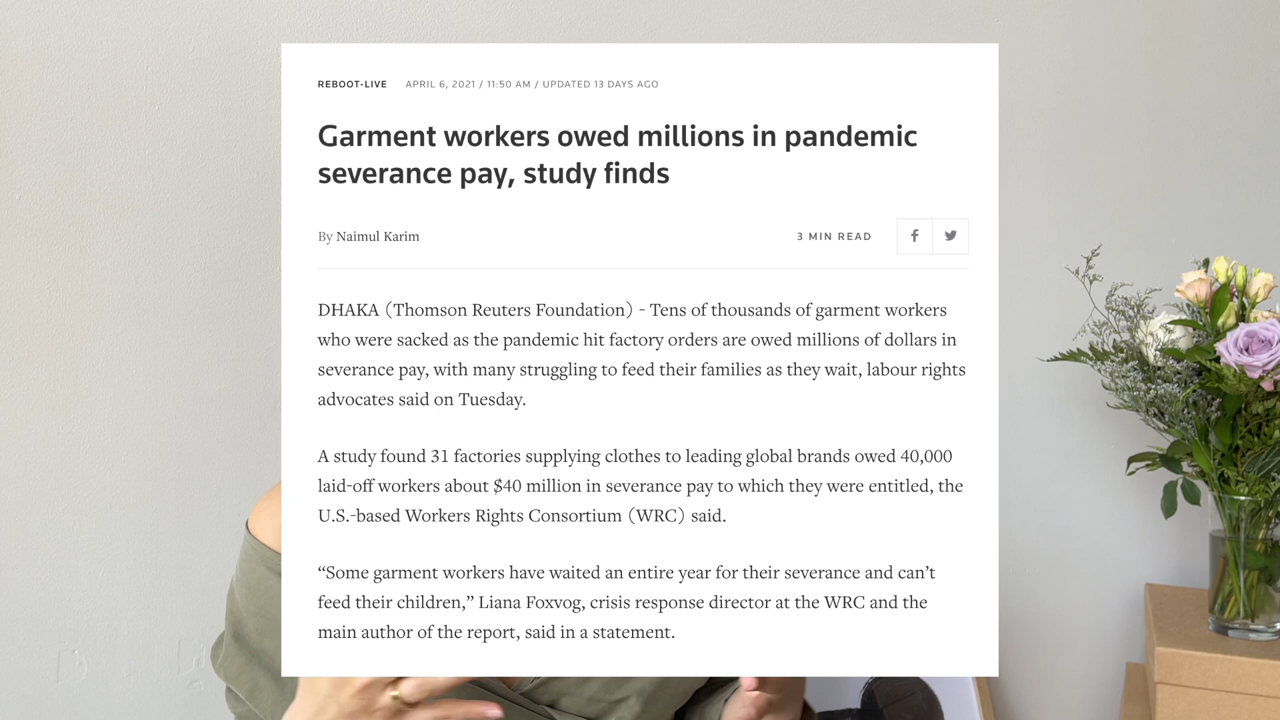 REBOOT-LIVE APRIL 6, 2021 / 11:50 AM / UPDATED 13 DAYS AGO
Garment workers owed millions in pandemic
severance pay, study finds
By Naimul Karim 3 MIN READ
DHAKA (Thomson Reuters Foundation) - Tens of thousands of garment workers
who were sacked as the pandemic hit factory orders are owed millions of dollars in
severance pay, with many struggling to feed their families as they wait, labour rights
advocates said on Tuesday.
A study found 31 factories supplying clothes to leading global brands owed 40,000
laid-off workers about $40 million in severance pay to which they were entitled, the
U.S.-based Workers Rights Consortium (WRC) said.
“Some garment workers have waited an entire year for their severance and can’t
feed their children,” Liana Foxvog, crisis response director at the WRC and the
main author of the report, said in a statement.